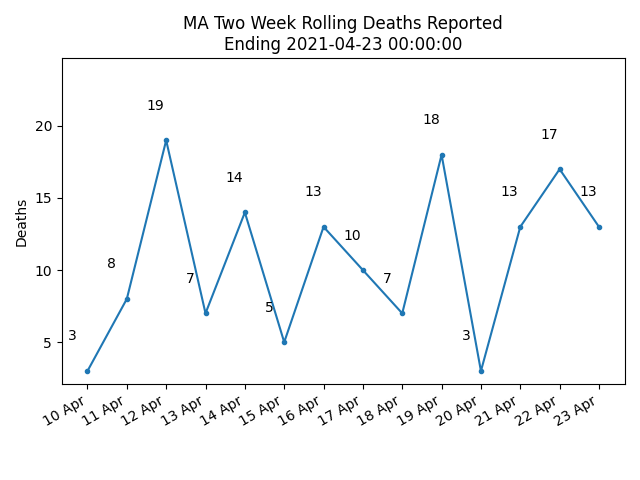 MA Two Week Rolling Deaths Reported
Ending 2021-04-23 00:00:00
Deaths
20
15
10
5
3
8
19
7
14
5
13
10
7
18
3
13
17
13
10 Apr
11 Apr
12 Apr
13 Apr
14 Apr
15 Apr
16 Apr
17 Apr
18 Apr
19 Apr
20 Apr
21 Apr
22 Apr
23 Apr